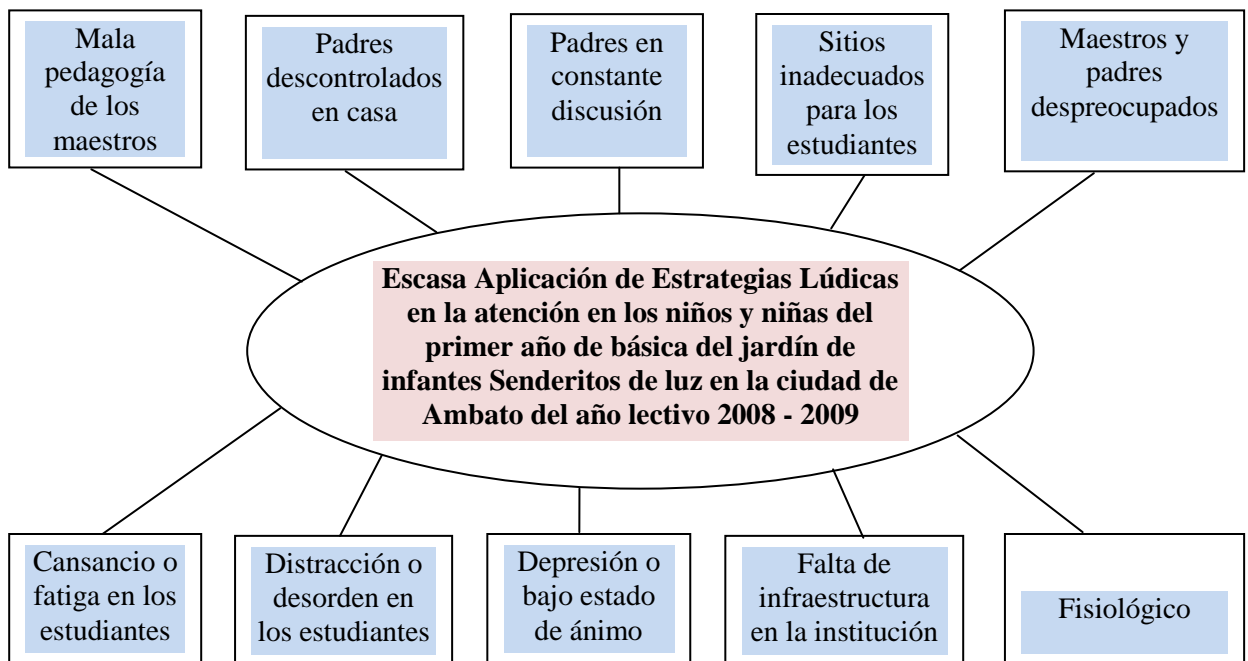 Mala
pedagogía
de los
maestros
Padres
descontrolados
en casa
Padres en
constante
discusión
Sitios
inadecuados
para los
estudiantes
Maestros y
padres
despreocupados
Escasa Aplicación de Estrategias Lúdicas
en la atención en los niños y niñas del
primer año de básica del jardín de
infantes Senderitos de luz en la ciudad de
Ambato del año lectivo 2008 - 2009
Cansancio o
fatiga en los
estudiantes
Distracción o
desorden en
los estudiantes
Depresión o
bajo estado
de ánimo
Falta de
infraestructura
en la institución
Fisiológico